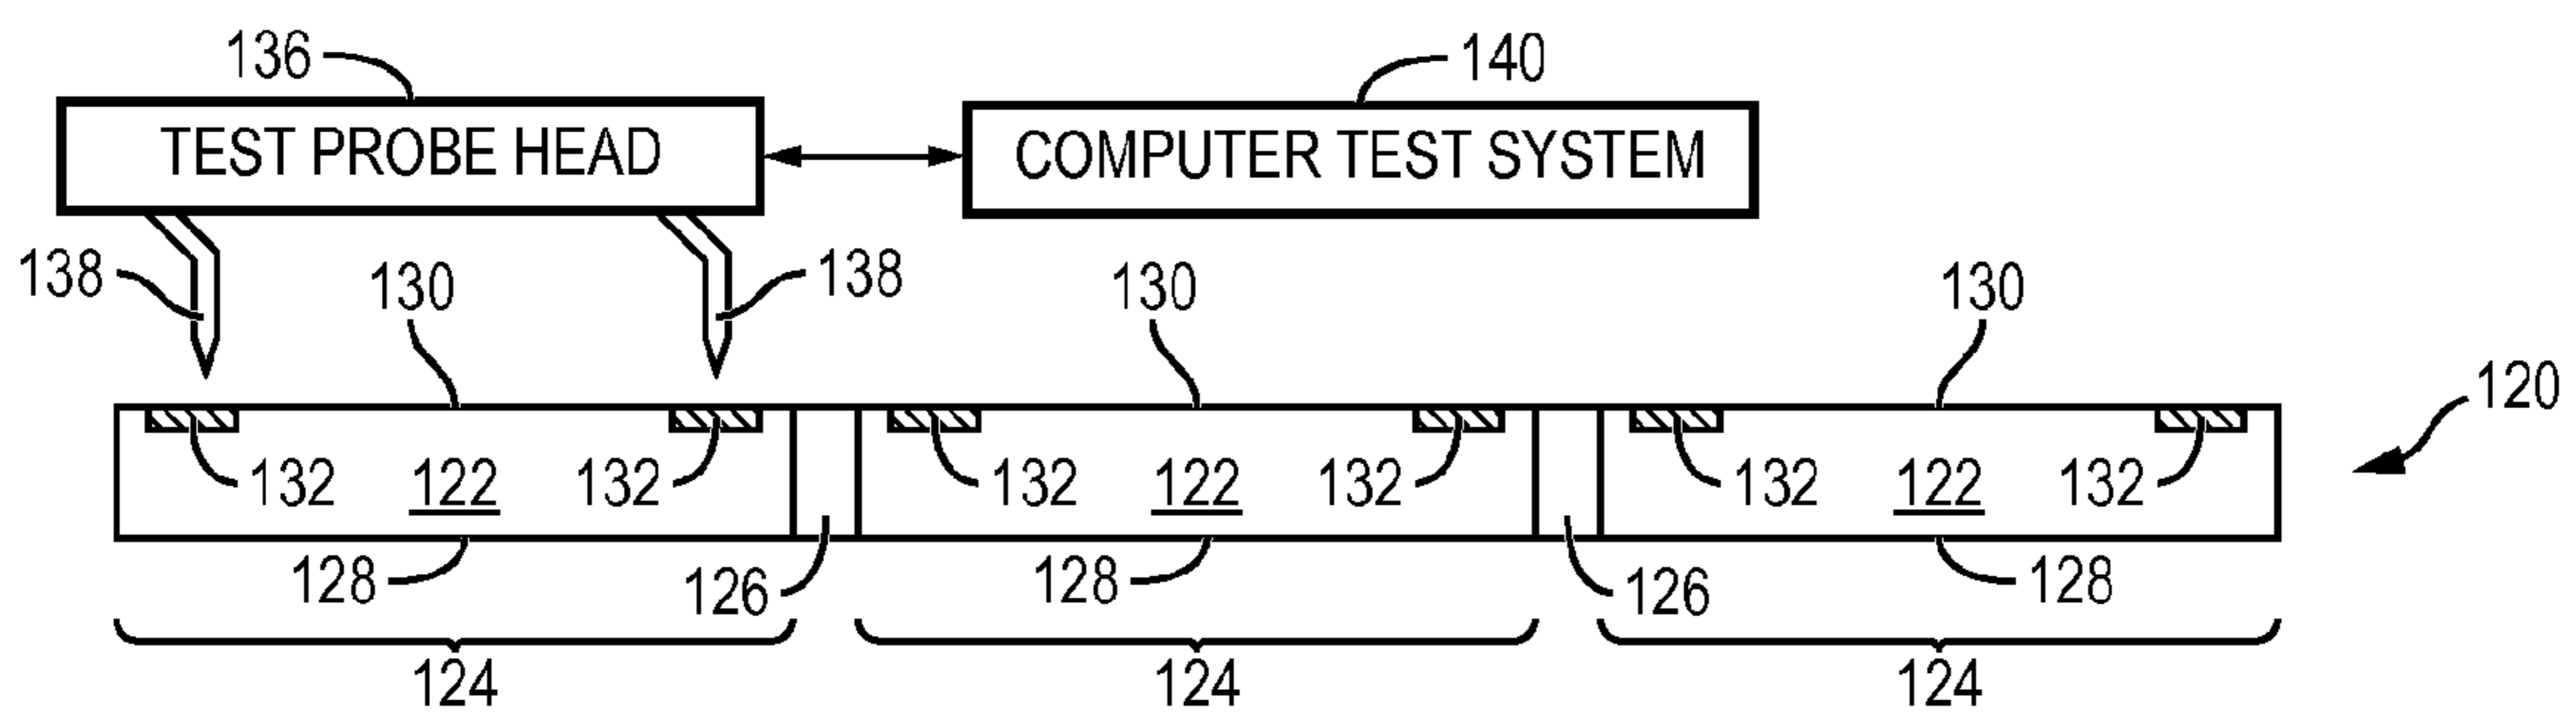 136
140
TEST PROBE HEAD
COMPUTER TEST SYSTEM
138 130 138 130 130
120
132 122 132 132 122 132 132 122 132
128 126 128 126 128
124 124 124